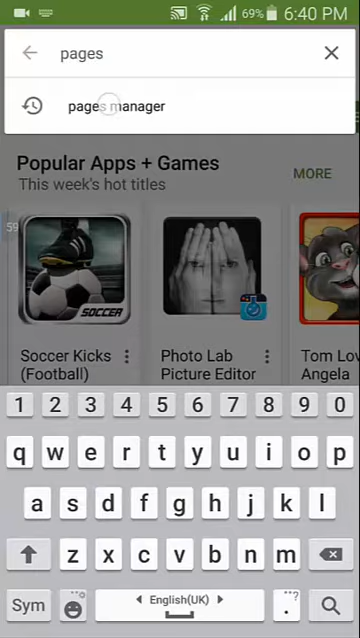 69% 6:40 PM
pages
pages manager
Popular Apps + Games
MORE
This week's hot titles
59
SOCCER
Soccer Kicks
(Football)
Photo Lab
Picture Editor
Tom Lov
Angela
1 2 3 4 5 6 7 8 9 0
q w e r t y u i o p
a s d f g h j k l
z x c v b n m
Sym English(UK) . ,,?